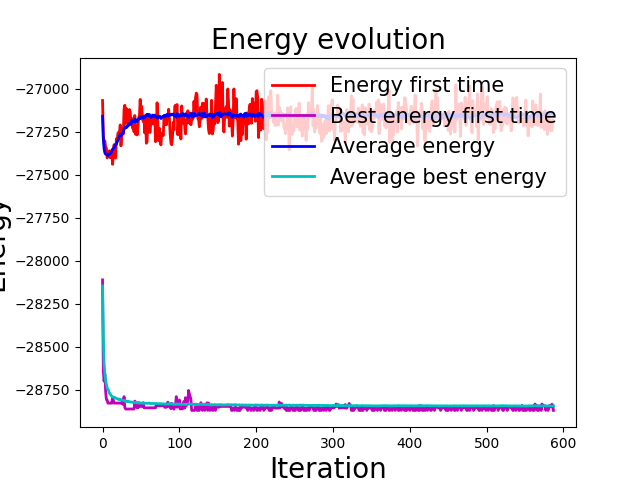 Energy evolution
Energy
−27000
−27250
−27500
−27750
−28000
−28250
−28500
−28750
Energy first time
Best energy first time
Average energy
Average best energy
0 100 200 300 400 500 600
Iteration